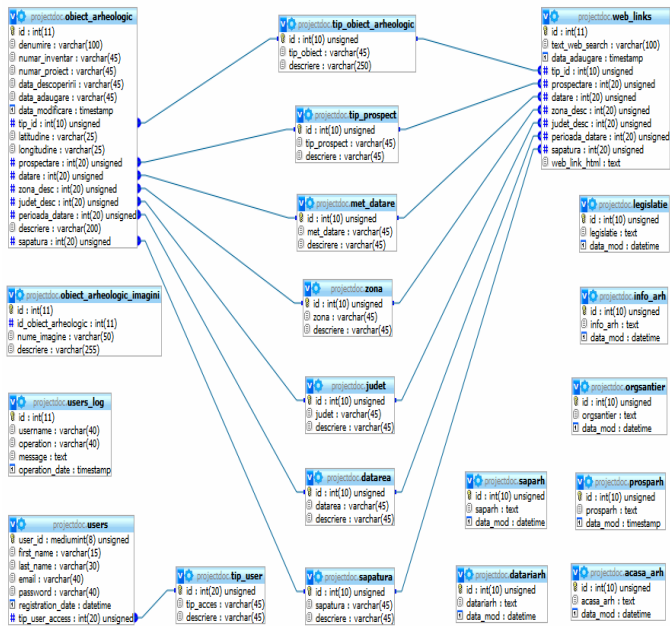 projectdoc.obiect_arheologic
id : int(11)
denumire : varchar(100)
numar_inventar : varchar(45)
numar_proiect : varchar(45)
data_descoperirii : varchar(45)
data_adaugare : varchar(45)
data_modificare : timestamp
# tip_id : int(10) unsigned
latitudine : varchar(25)
longitudine : varchar(25)
# prospectare : int(20) unsigned
# datare : int(20) unsigned
# zona_desc : int(20) unsigned
# judet_desc : int(20) unsigned
# perioada_datare : int(20) unsigned
descriere : varchar(200)
# sapatura : int(20) unsigned
projectdoc.tip_obiect_arheologic
id : int(10) unsigned
tip_obiect : varchar(45)
descriere : varchar(250)
projectdoc.web_links
id : int(11)
text_web_search : varchar(100)
data_adaugare : timestamp
# tip_id : int(10) unsigned
# prospectare : int(20) unsigned
# datare : int(20) unsigned
# zona_desc : int(20) unsigned
# judet_desc : int(20) unsigned
# perioada_datare : int(20) unsigned
# sapatura : int(20) unsigned
web_link_html : text
projectdoc.tip_prospect
id : int(10) unsigned
tip_prospect : varchar(45)
descriere : varchar(45)
projectdoc.met_datare
id : int(10) unsigned
met_datare : varchar(45)
descirere : varchar(45)
projectdoc.legislatie
id : int(10) unsigned
legislatie : text
data_mod : datetime
projectdoc.zona
id : int(10) unsigned
zona : varchar(45)
descriere : varchar(45)
projectdoc.obiect_arheologic_imagini
id : int(11)
# id_obiect_arheologic : int(11)
nume_imagine : varchar(50)
descriere : varchar(255)
projectdoc.info_arh
id : int(10) unsigned
info_arh : text
data_mod : datetime
projectdoc.judet
id : int(10) unsigned
judet : varchar(45)
descriere : varchar(45)
projectdoc.orgsantier
id : int(10) unsigned
orgsantier : text
data_mod : datetime
projectdoc.users_log
id : int(11)
username : varchar(40)
operation : varchar(40)
message : text
operation_date : timestamp
projectdoc.datarea
id : int(10) unsigned
datarea : varchar(45)
descriere : varchar(45)
projectdoc.saparh
id : int(10) unsigned
saparh : text
data_mod : datetime
projectdoc.prosparh
id : int(10) unsigned
prosparh : text
data_mod : timestamp
projectdoc.users
user_id : mediumint(8) unsigned
first_name : varchar(15)
last_name : varchar(30)
email : varchar(40)
password : varchar(40)
registration_date : datetime
# tip_user_access : int(20) unsigned
projectdoc.tip_user
id : int(20) unsigned
tip_acces : varchar(45)
descriere : varchar(45)
projectdoc.sapatura
id : int(10) unsigned
sapatura : varchar(45)
descriere : varchar(45)
projectdoc.datariarh
id : int(10) unsigned
datariarh : text
data_mod : datetime
projectdoc.acasa_arh
id : int(10) unsigned
acasa_arh : text
data_mod : datetime